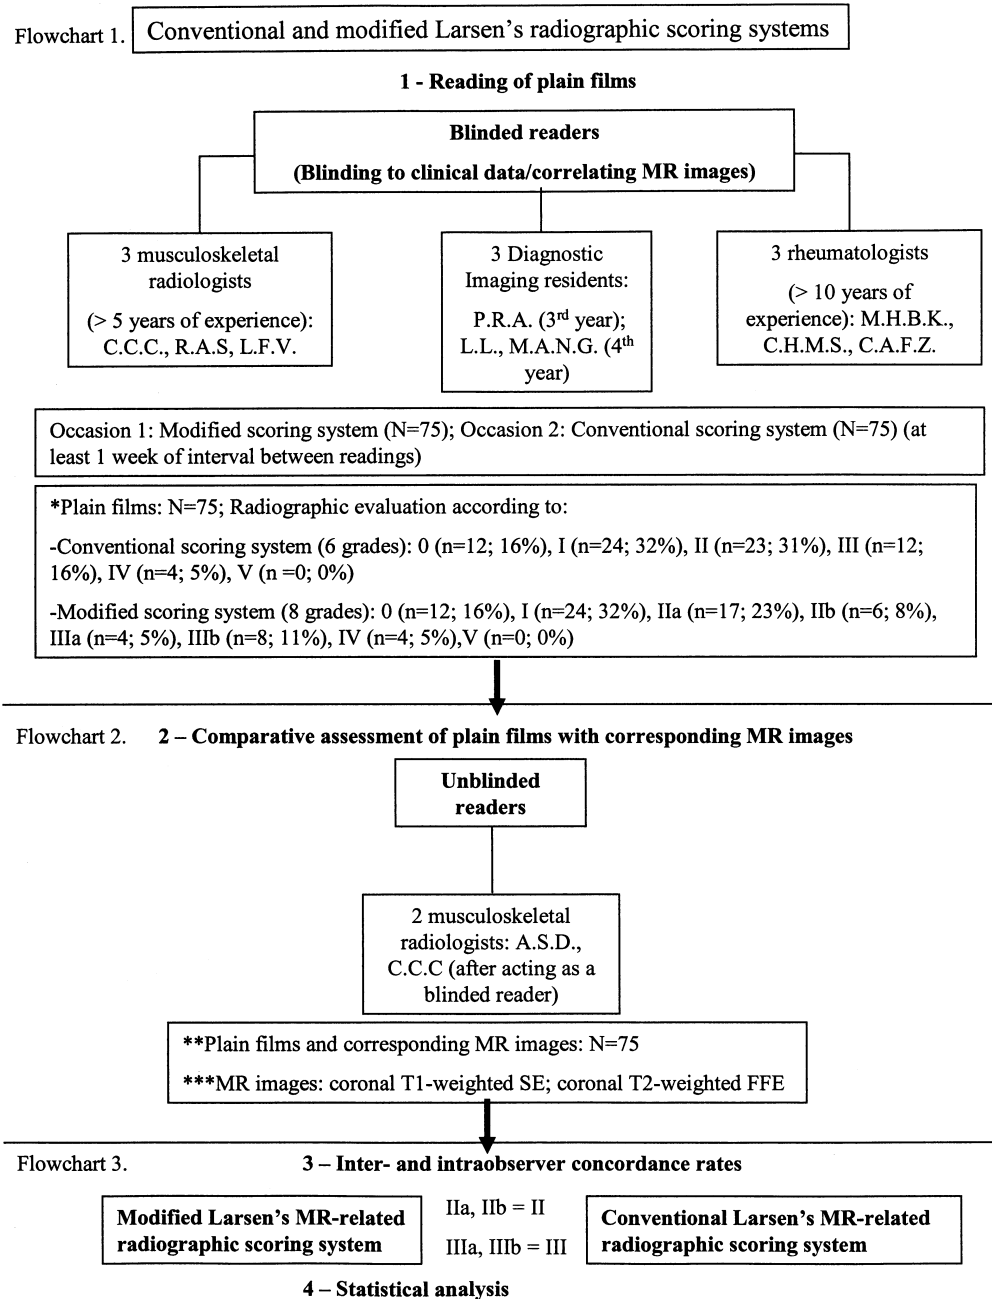 Flowchart 1. Conventional and modified Larsen's radiographic scoring systems
1 - Reading of plain films
Blinded readers
(Blinding to clinical data/correlating MR images)
3 musculoskeletal
radiologists
(> 5 years of experience):
C.C.C., R.A.S, L.F.V.
3 Diagnostic
Imaging residents:
P.R.A. (3rd year);
L.L., M.A.N.G. (4th
year)
3 rheumatologists
(> 10 years of
experience): M.H.B.K.,
C.H.M.S., C.A.F.Z.
Occasion 1: Modified scoring system (N=75); Occasion 2: Conventional scoring system (N=75) (at
least 1 week of interval between readings)
*Plain films: N=75; Radiographic evaluation according to:
-Conventional scoring system (6 grades): 0 (n=12; 16%), I (n=24; 32%), II (n=23; 31%), III (n=12;
16%), IV (n=4; 5%), V (n =0; 0%)
-Modified scoring system (8 grades): 0 (n=12; 16%), I (n=24; 32%), IIa (n=17; 23%), IIb (n=6; 8%),
IIIa (n=4; 5%), IIIb (n=8; 11%), IV (n=4; 5%),V (n=0; 0%)
Flowchart 2. 2 – Comparative assessment of plain films with corresponding MR images
Unblinded
readers
2 musculoskeletal
radiologists: A.S.D.,
C.C.C (after acting as a
blinded reader)
**Plain films and corresponding MR images: N=75
***MR images: coronal T1-weighted SE; coronal T2-weighted FFE
Flowchart 3. 3 – Inter- and intraobserver concordance rates
Modified Larsen's MR-related
radiographic scoring system
IIa, IIb = II
IIIa, IIIb = III
Conventional Larsen's MR-related
radiographic scoring system
4 – Statistical analysis